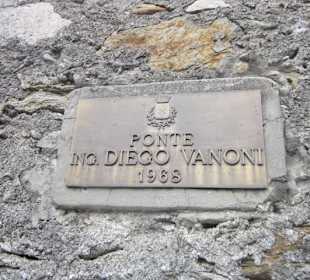 PONTE
ING. DIEGO VANONI
1968